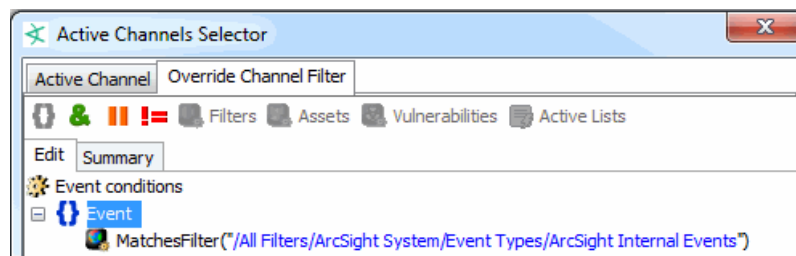 Active Channels Selector
Active Channel Override Channel Filter
{} & != Filters Assets Vulnerabilities Active Lists
Edit Summary
Event conditions
{} Event
MatchesFilter("/All Filters/ArcSight System/Event Types/ArcSight Internal Events")